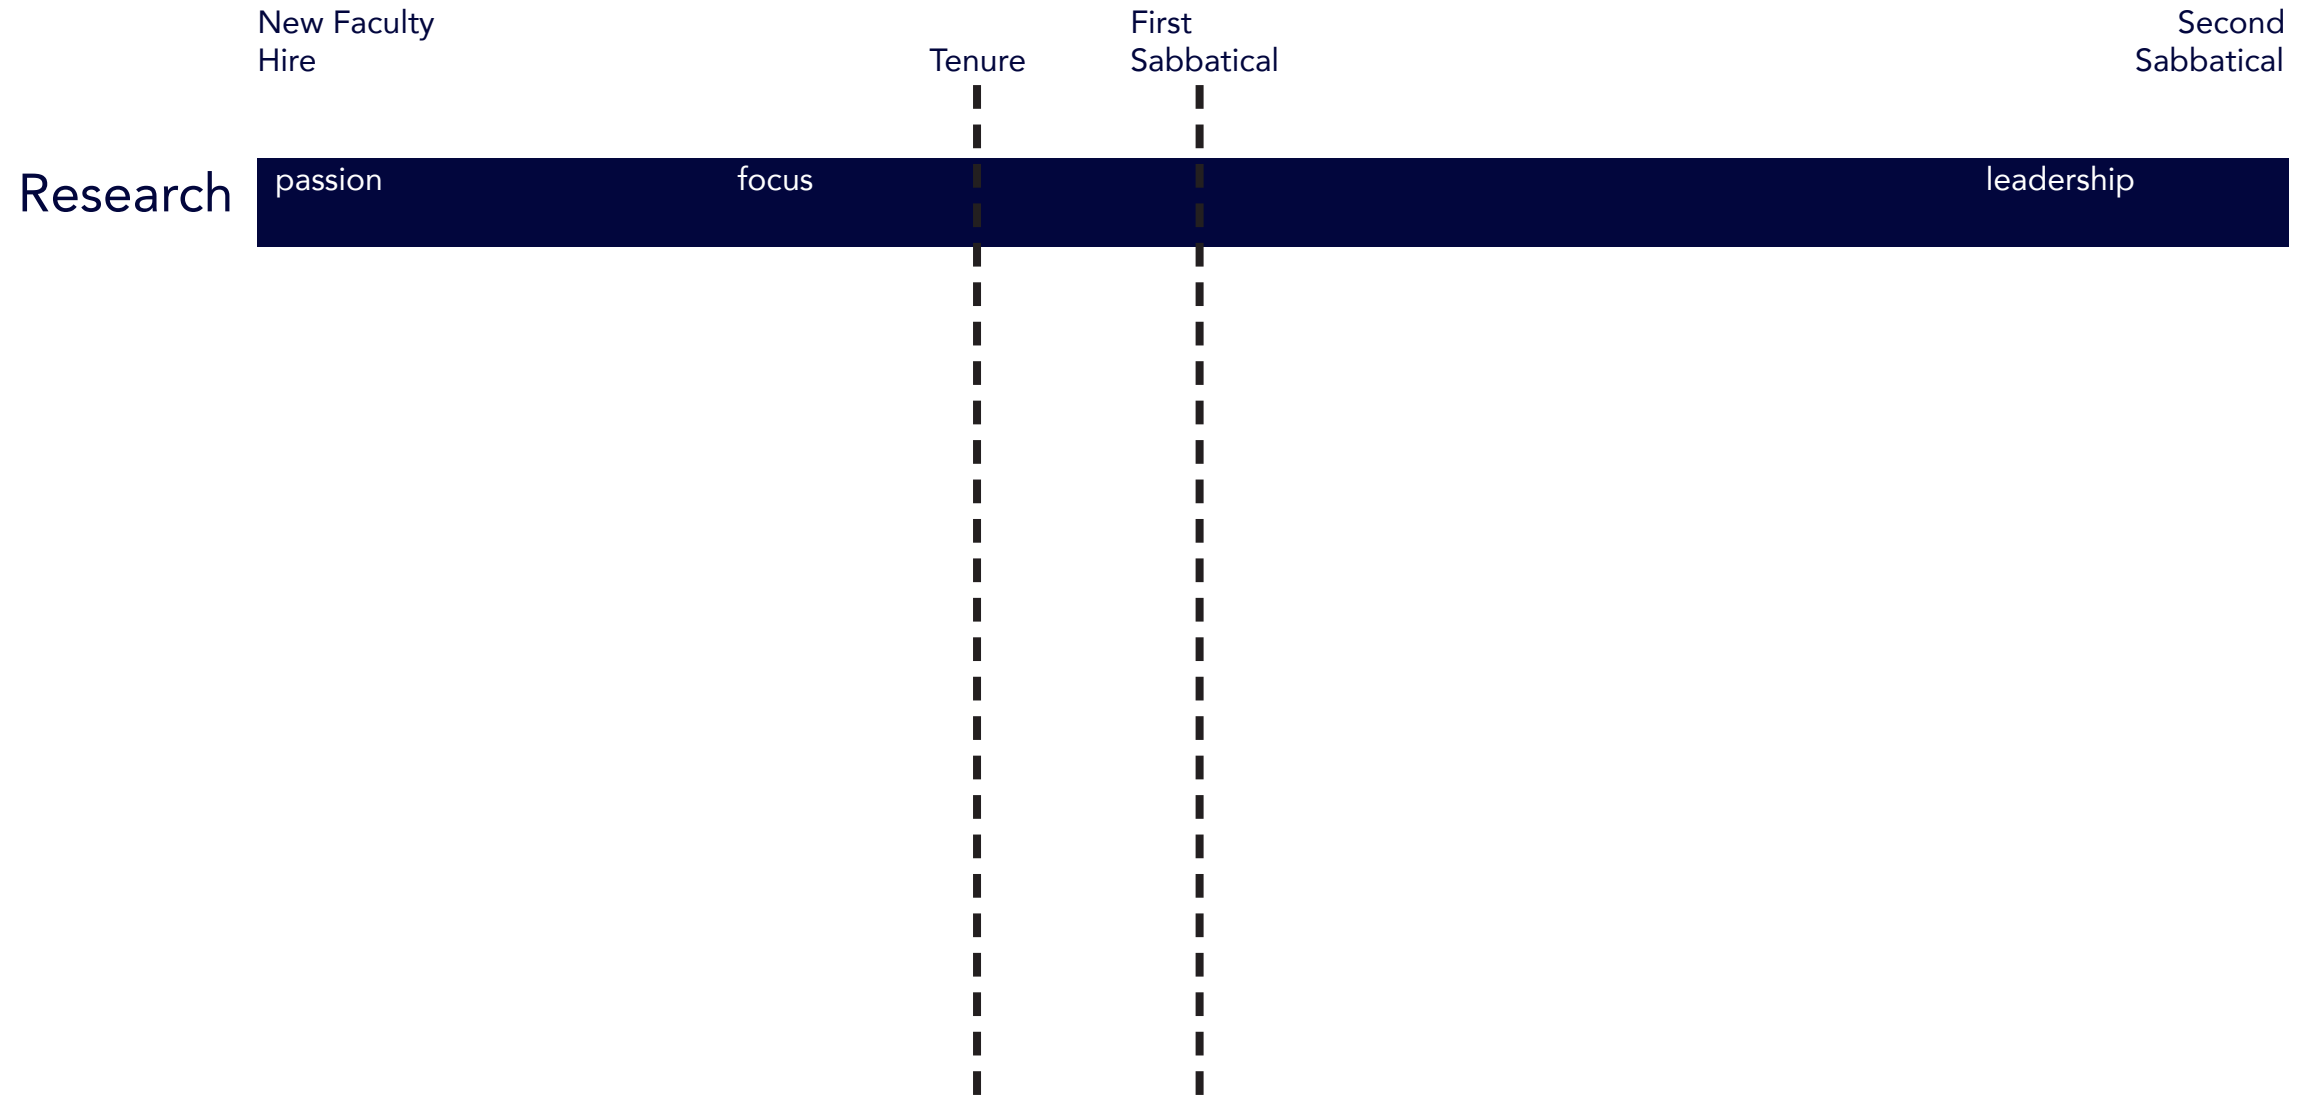 New Faculty
Hire
Tenure
First
Sabbatical
Second
Sabbatical
Research
passion
focus
leadership